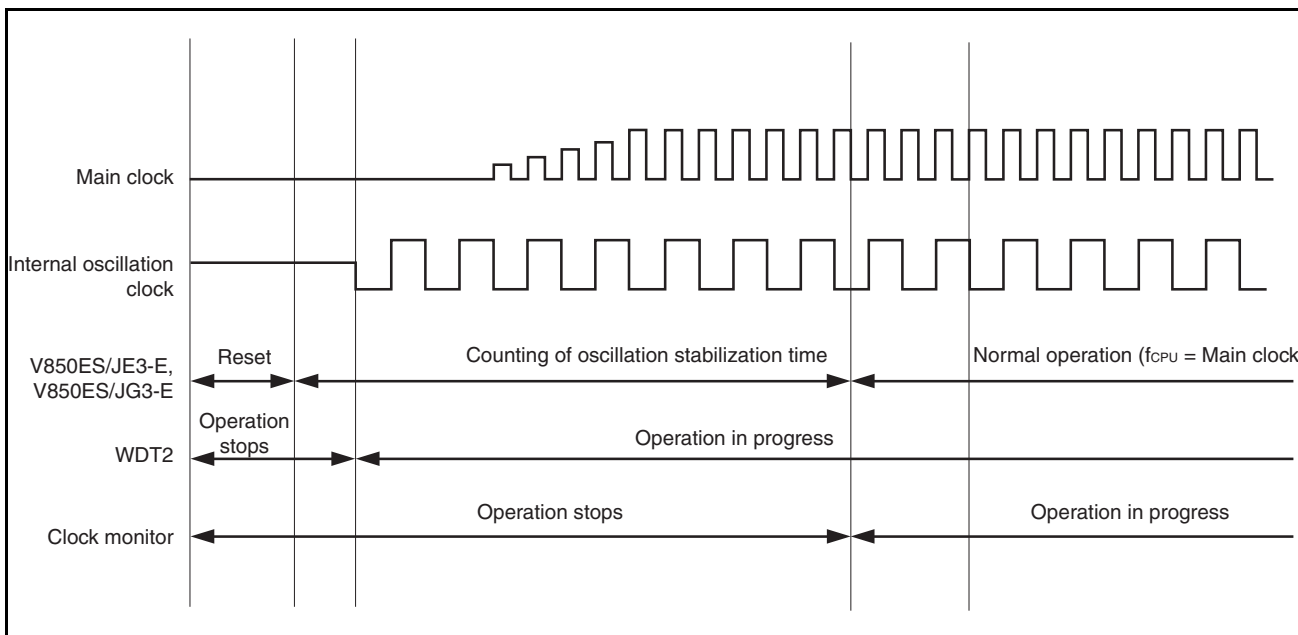 Main clock
Internal oscillation
clock
V850ES/JE3-E,
V850ES/JG3-E
Reset
Counting of oscillation stabilization time
Normal operation (fCPU = Main clock
WDT2
Operation
stops
Operation in progress
Clock monitor
Operation stops
Operation in progress